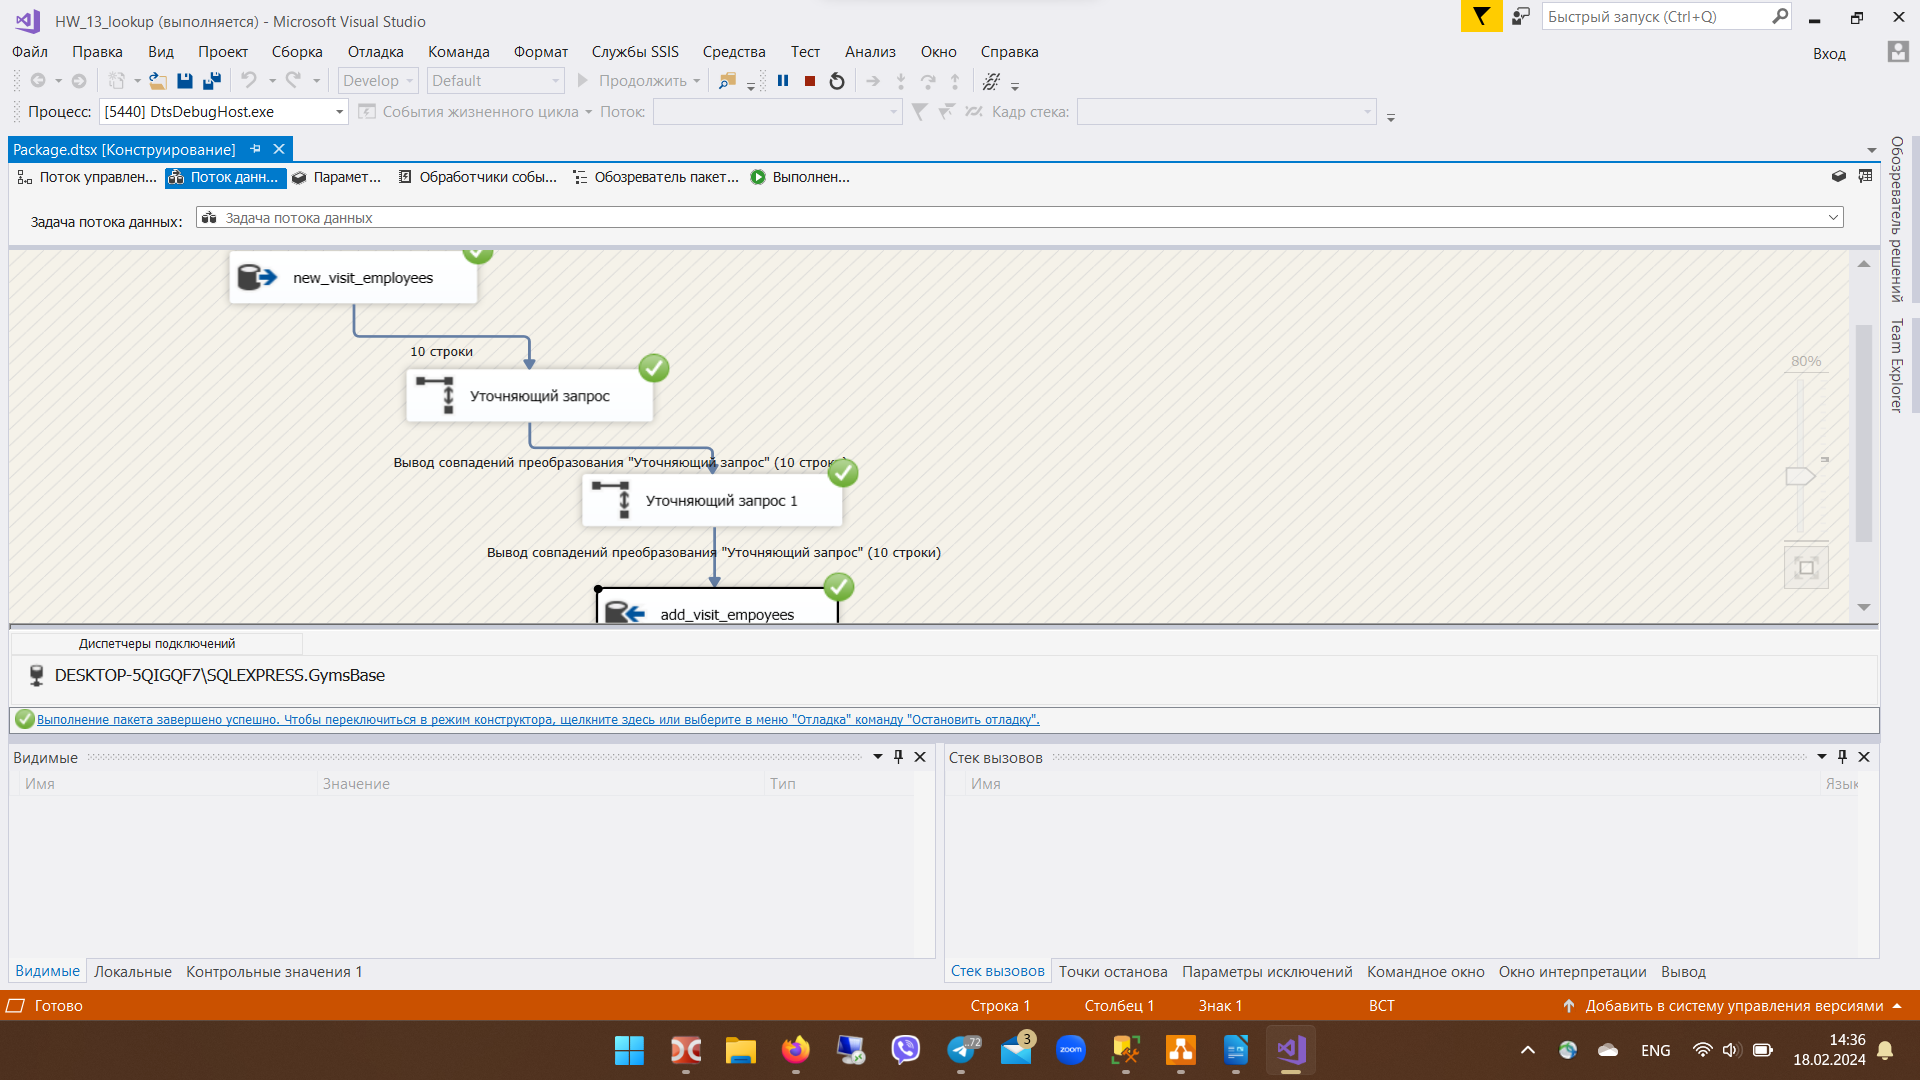 HW_13_lookup (выполняется) - Microsoft Visual Studio
Быстрый запуск (Ctrl+Q)
Файл Правка Вид Проект Сборка Отладка Команда Формат Службы SSIS Средства Тест Анализ Окно Справка
Вход
Develop Default Продолжить
Процесс: [5440] DtsDebugHost.exe События жизненного цикла Поток: Кадр стека:
Package.dtsx [Конструирование]
Поток управлен... Поток данн... Парамет... Обработчики собы... Обозреватель пакет... Выполнен...
Задача потока данных: Задача потока данных
Обозреватель решений
Team Explorer
new_visit_employees
10 строки
80%
Уточняющий запрос
Вывод совпадений преобразования "Уточняющий запрос" (10 строки)
Уточняющий запрос 1
Вывод совпадений преобразования "Уточняющий запрос" (10 строки)
add_visit_empoyees
Диспетчеры подключений
DESKTOP-5QIGQF7\SQLEXPRESS.GymsBase
Выполнение пакета завершено успешно. Чтобы переключиться в режим конструктора, щелкните здесь или выберите в меню "Отладка" команду "Остановить отладку".
Видимые
Имя Значение Тип
Стек вызовов
Имя Язык
Видимые Локальные Контрольные значения 1
Стек вызовов Точки останова Параметры исключений Командное окно Окно интерпретации Вывод
Готово Строка 1 Столбец 1 Знак 1 ВСТ Добавить в систему управления версиями
72
3
zoom
ENG
14:36
18.02.2024